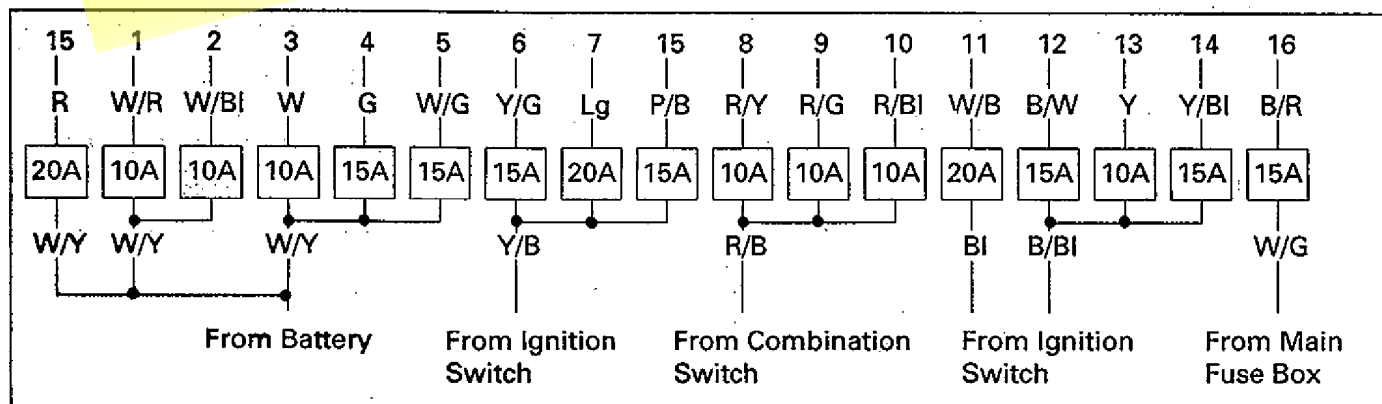 15 1 2 3 4 5 6 7 15 8 9 10 11 12 13 14 16
R W/R W/Bl W G W/G Y/G Lg P/B R/Y R/G R/Bl W/B B/W Y Y/Bl B/R
20A 10A 10A 10A 15A 15A 15A 20A 15A 10A 10A 10A 20A 15A 10A 15A 15A
W/Y W/Y W/Y Y/B R/B Bl B/Bl W/G
From Battery From Ignition From Combination From Ignition From Main
Switch Switch Switch Fuse Box